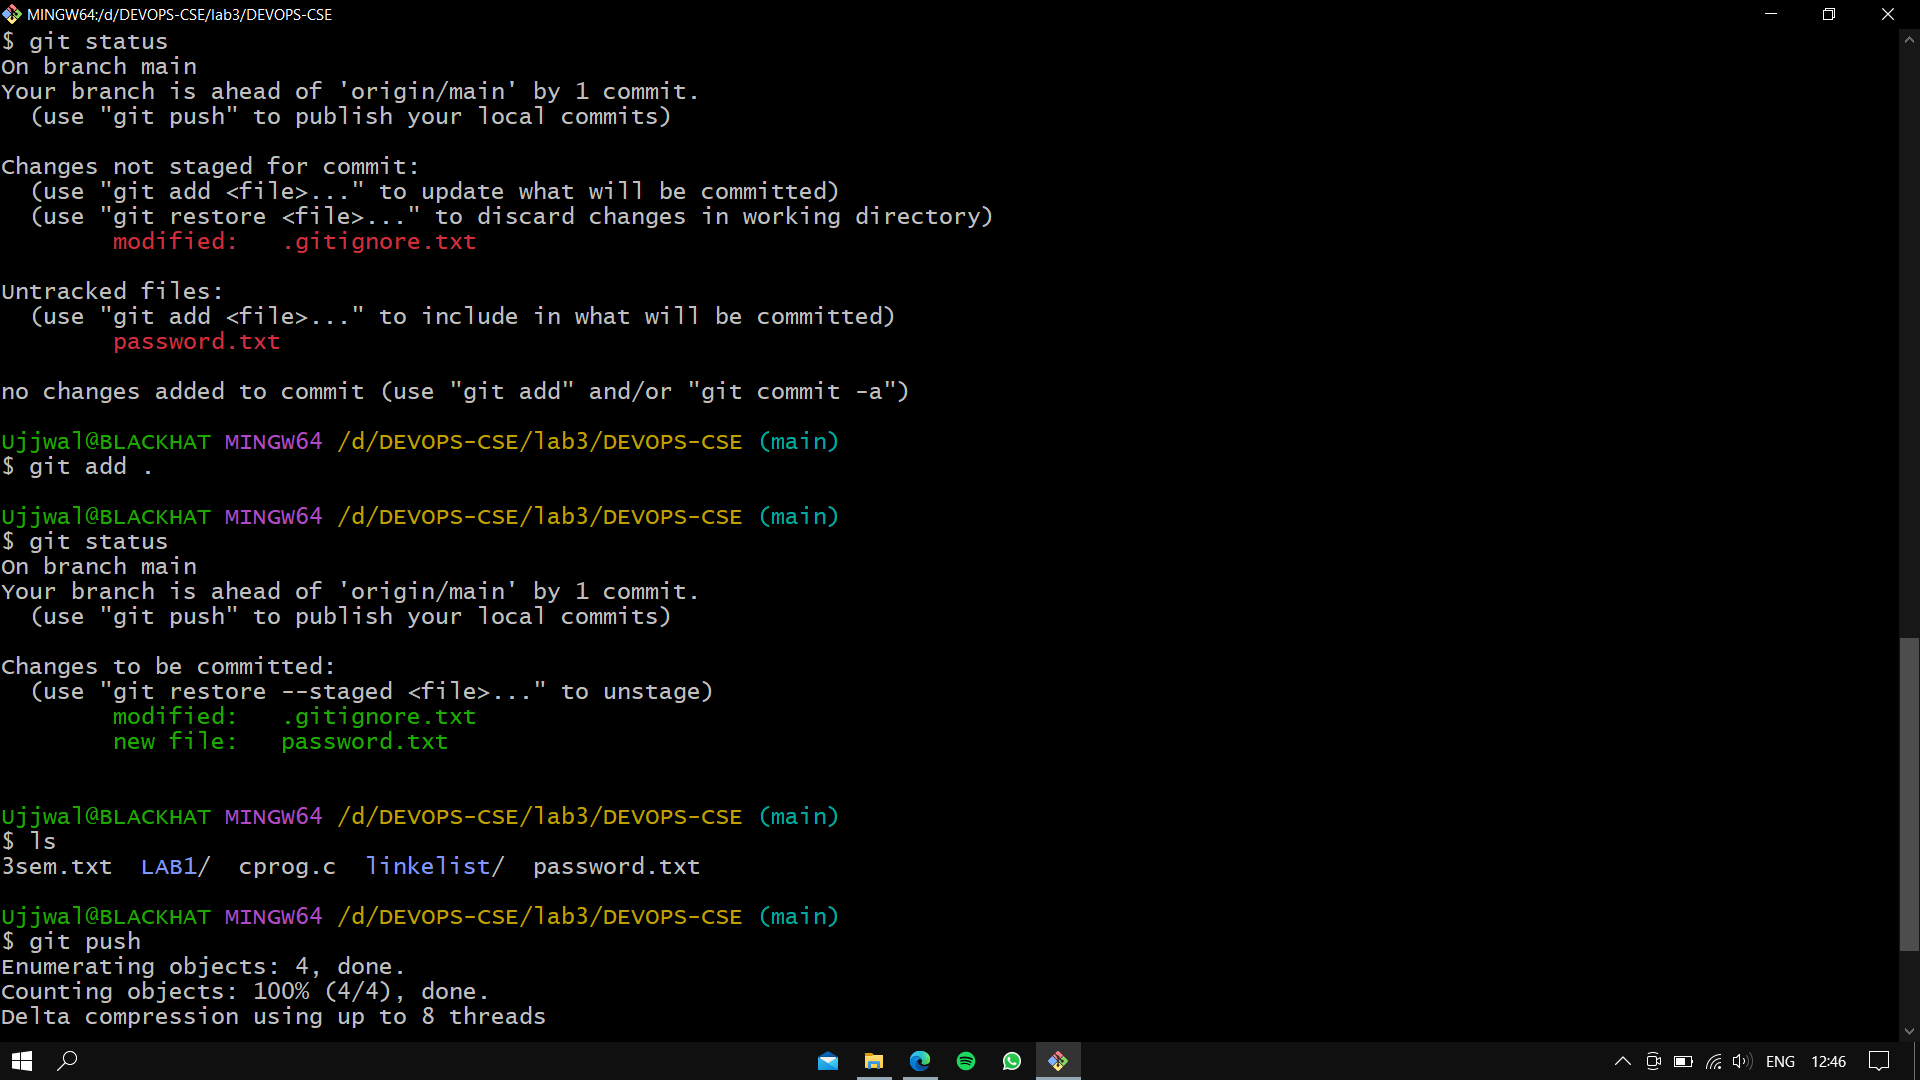 MINGW64:/d/DEVOPS-CSE/lab3/DEVOPS-CSE
$ git status
On branch main
Your branch is ahead of 'origin/main' by 1 commit.
  (use "git push" to publish your local commits)

Changes not staged for commit:
  (use "git add <file>..." to update what will be committed)
  (use "git restore <file>..." to discard changes in working directory)
        modified:   .gitignore.txt

Untracked files:
  (use "git add <file>..." to include in what will be committed)
        password.txt

no changes added to commit (use "git add" and/or "git commit -a")

Ujjwal@BLACKHAT MINGW64 /d/DEVOPS-CSE/lab3/DEVOPS-CSE (main)
$ git add .

Ujjwal@BLACKHAT MINGW64 /d/DEVOPS-CSE/lab3/DEVOPS-CSE (main)
$ git status
On branch main
Your branch is ahead of 'origin/main' by 1 commit.
  (use "git push" to publish your local commits)

Changes to be committed:
  (use "git restore --staged <file>..." to unstage)
        modified:   .gitignore.txt
        new file:   password.txt

Ujjwal@BLACKHAT MINGW64 /d/DEVOPS-CSE/lab3/DEVOPS-CSE (main)
$ ls
3sem.txt  LAB1/  cprog.c  linkelist/  password.txt

Ujjwal@BLACKHAT MINGW64 /d/DEVOPS-CSE/lab3/DEVOPS-CSE (main)
$ git push
Enumerating objects: 4, done.
Counting objects: 100% (4/4), done.
Delta compression using up to 8 threads
ENG 12:46